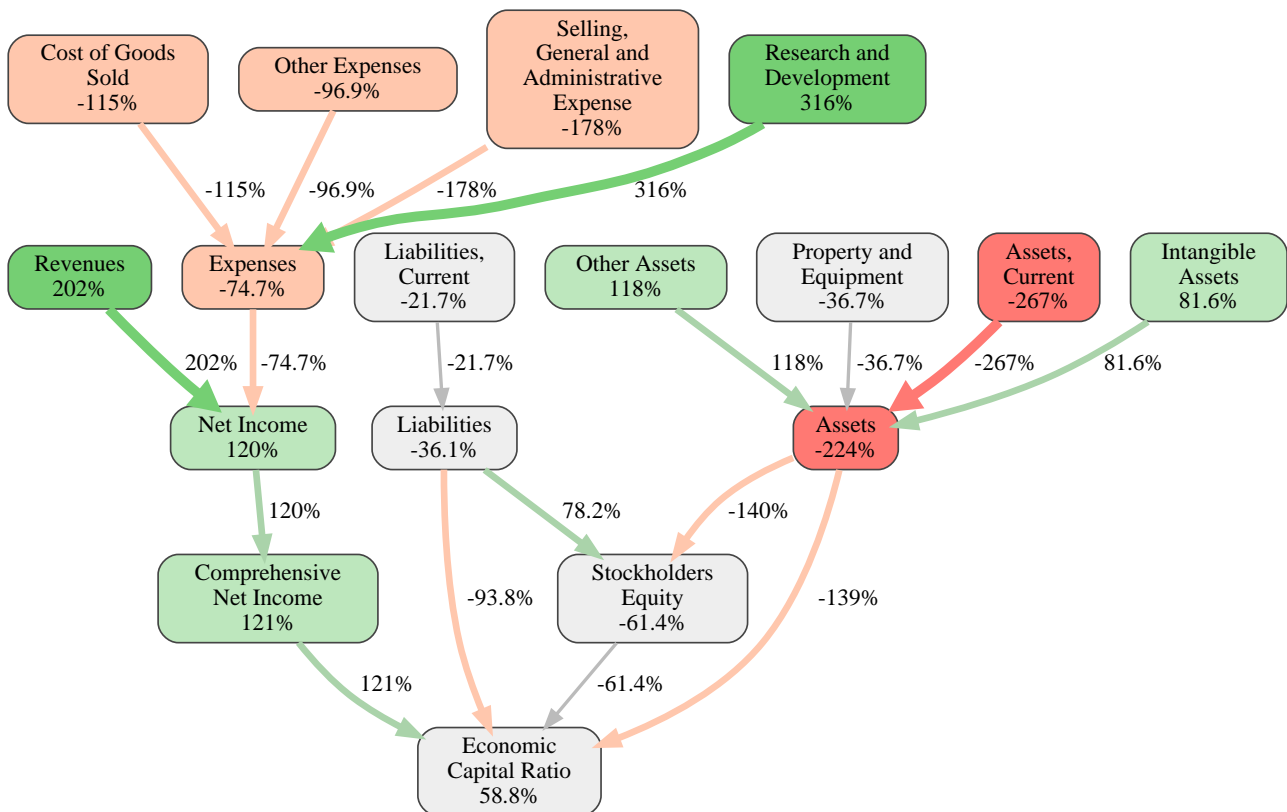 Cost of Goods
Sold
-115%
Other Expenses
-96.9%
Selling,
General and
Administrative
Expense
-178%
Research and
Development
316%
-115%
-96.9%
-178%
316%
Revenues
202%
Expenses
-74.7%
Liabilities,
Current
-21.7%
Other Assets
118%
Property and
Equipment
-36.7%
Assets,
Current
-267%
Intangible
Assets
81.6%
202%
-74.7%
-21.7%
118%
-36.7%
-267%
81.6%
Net Income
120%
Liabilities
-36.1%
Assets
-224%
120%
78.2%
-140%
Comprehensive
Net Income
121%
-93.8%
Stockholders
Equity
-61.4%
-139%
121%
-61.4%
Economic
Capital Ratio
58.8%